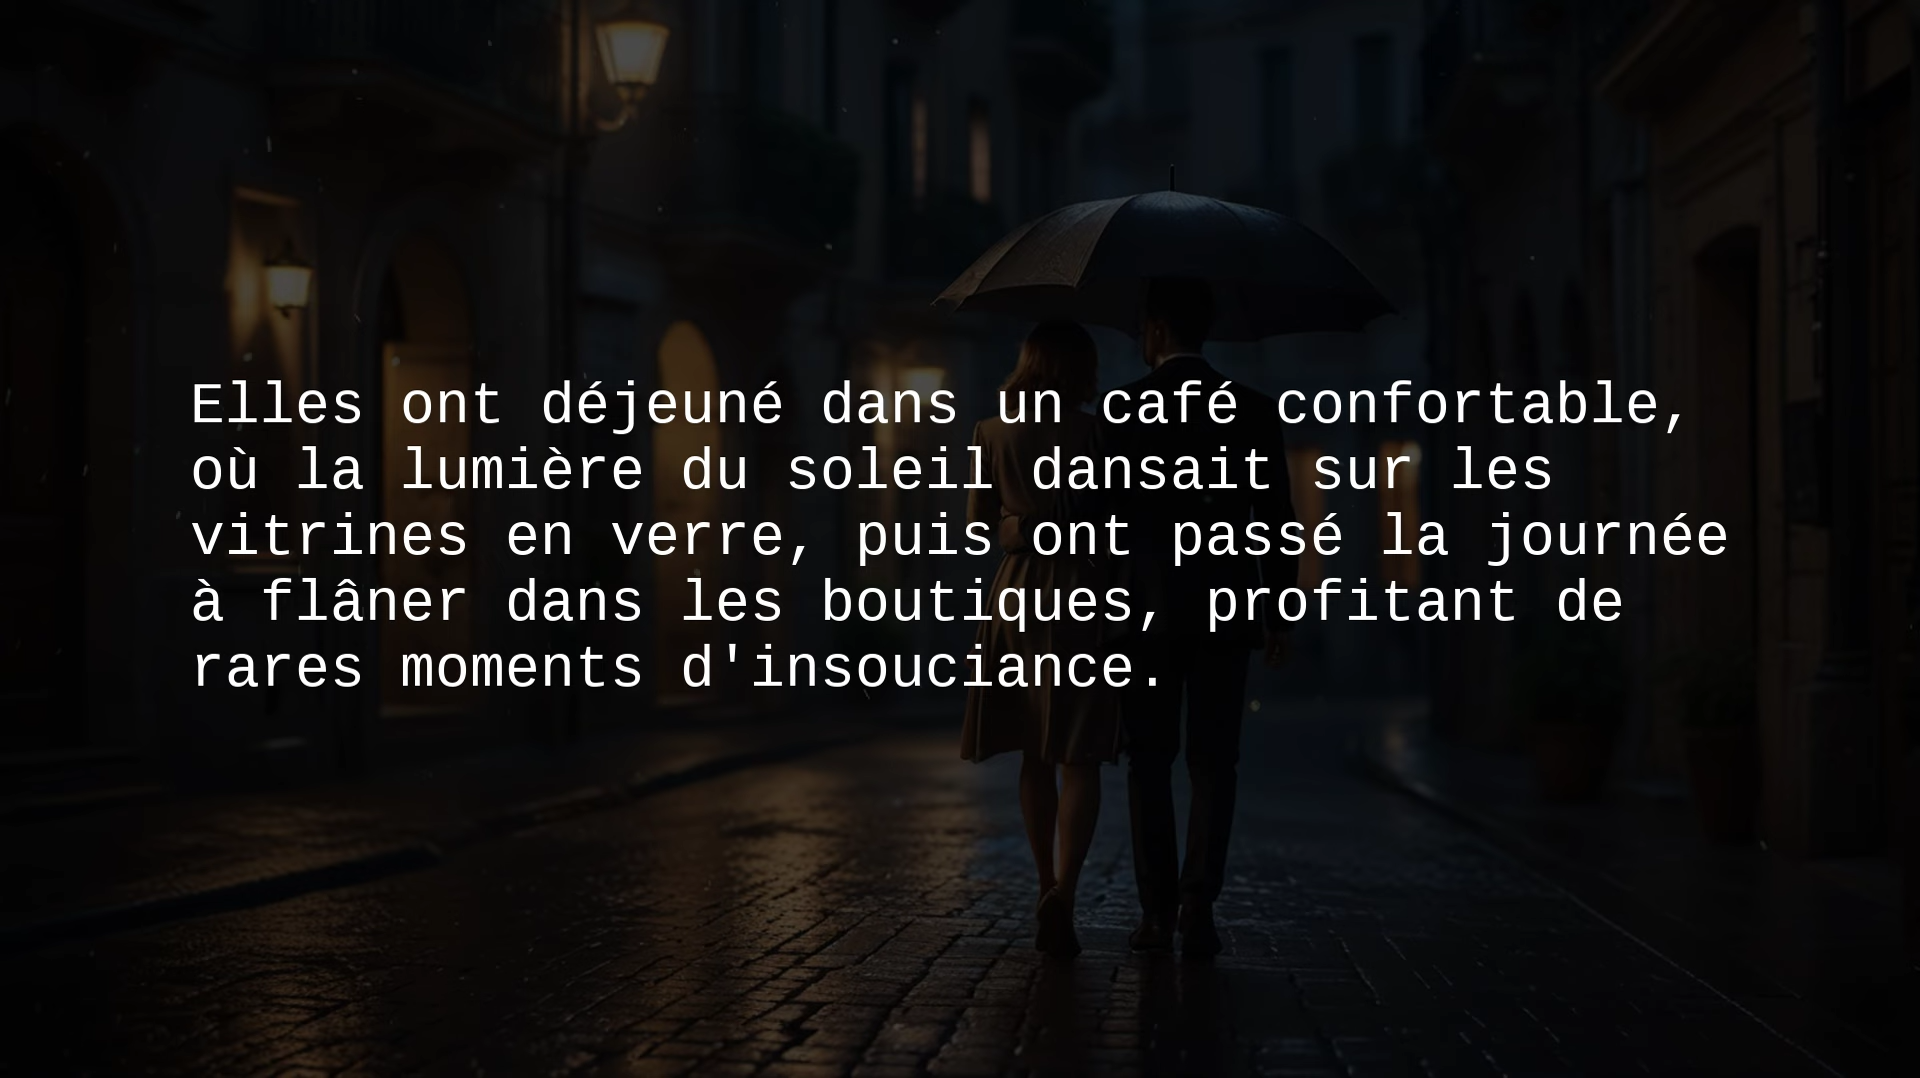 Elles ont déjeuné dans un café confortable,
où la lumière du soleil dansait sur les
vitrines en verre, puis ont passé la journée
à flâner dans les boutiques, profitant de
rares moments d'insouciance.